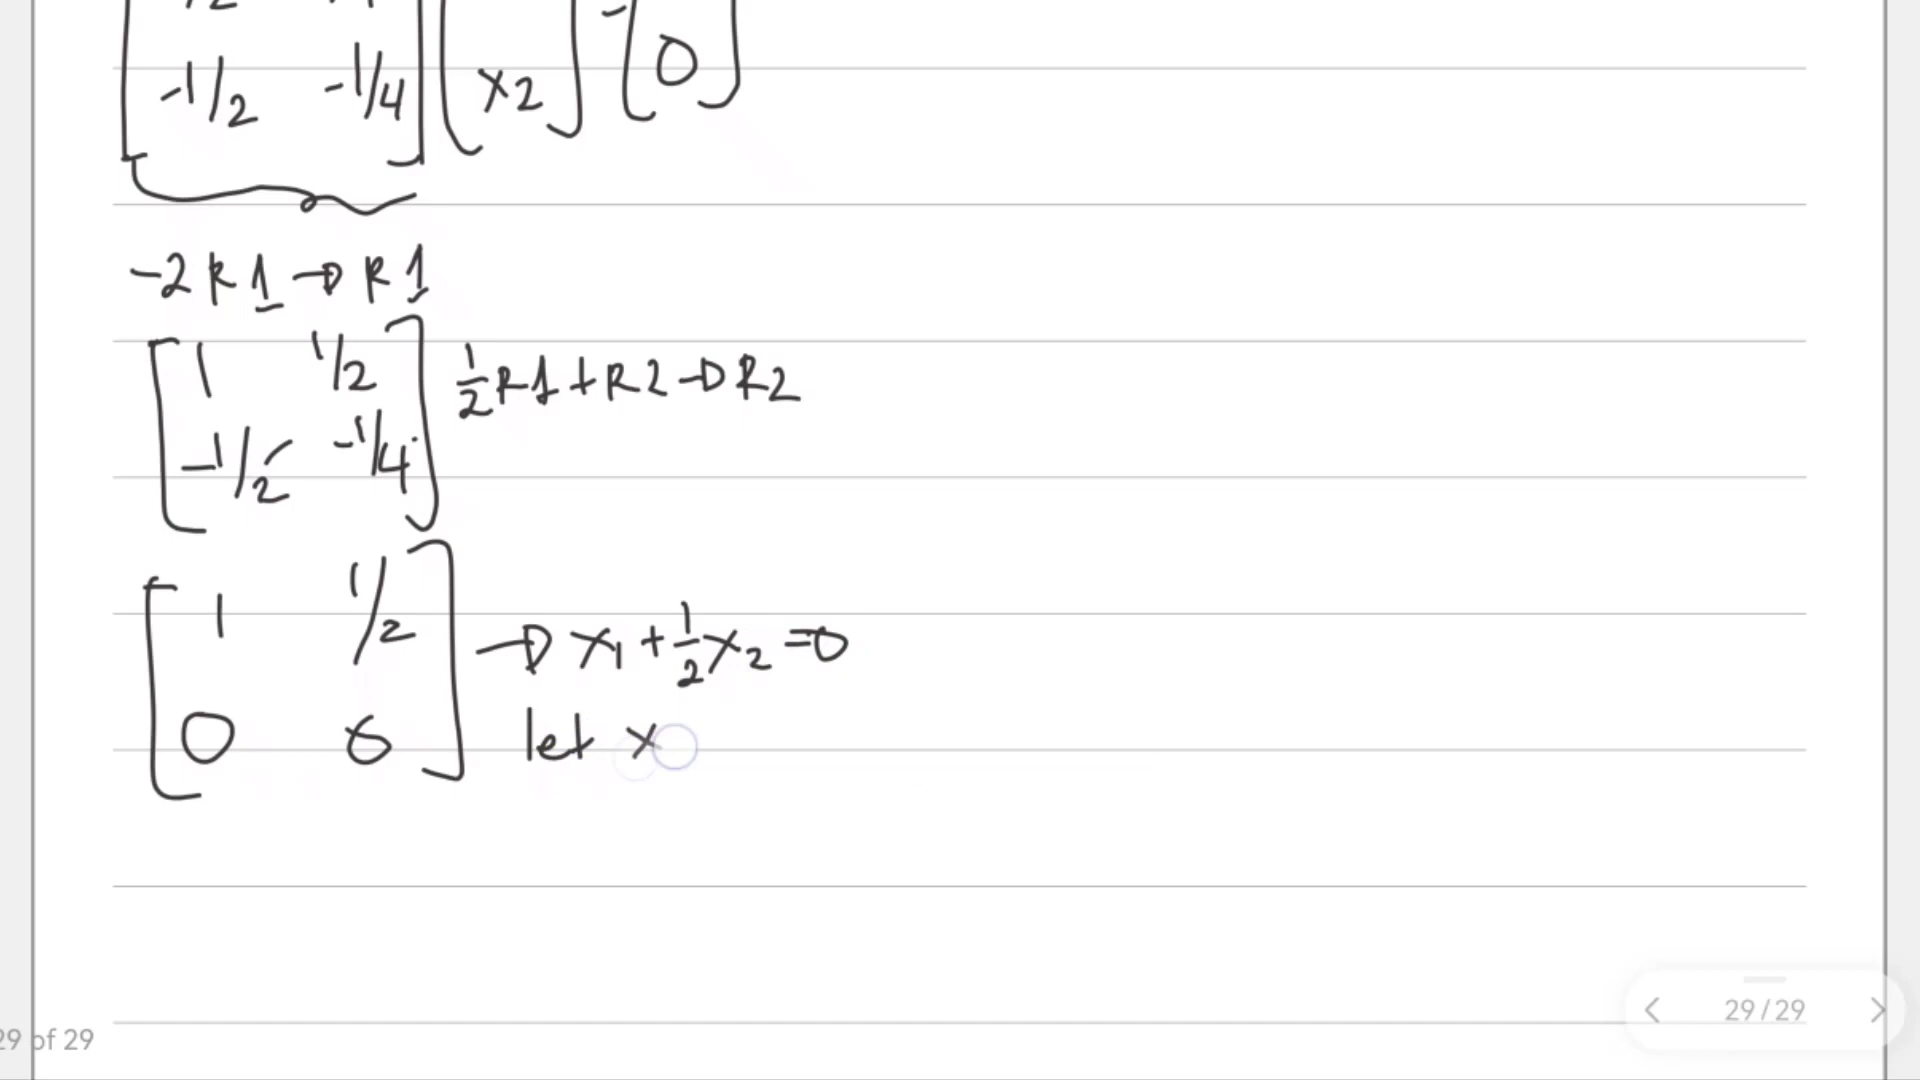 -1/2 -1/4 x2 0
-2R1 → R1
1 1/2 1/2 R1 + R2 → R2
-1/2 -1/4
1 1/2 → x1 + 1/2 x2 = 0
0 0 let x
29/29
29 of 29